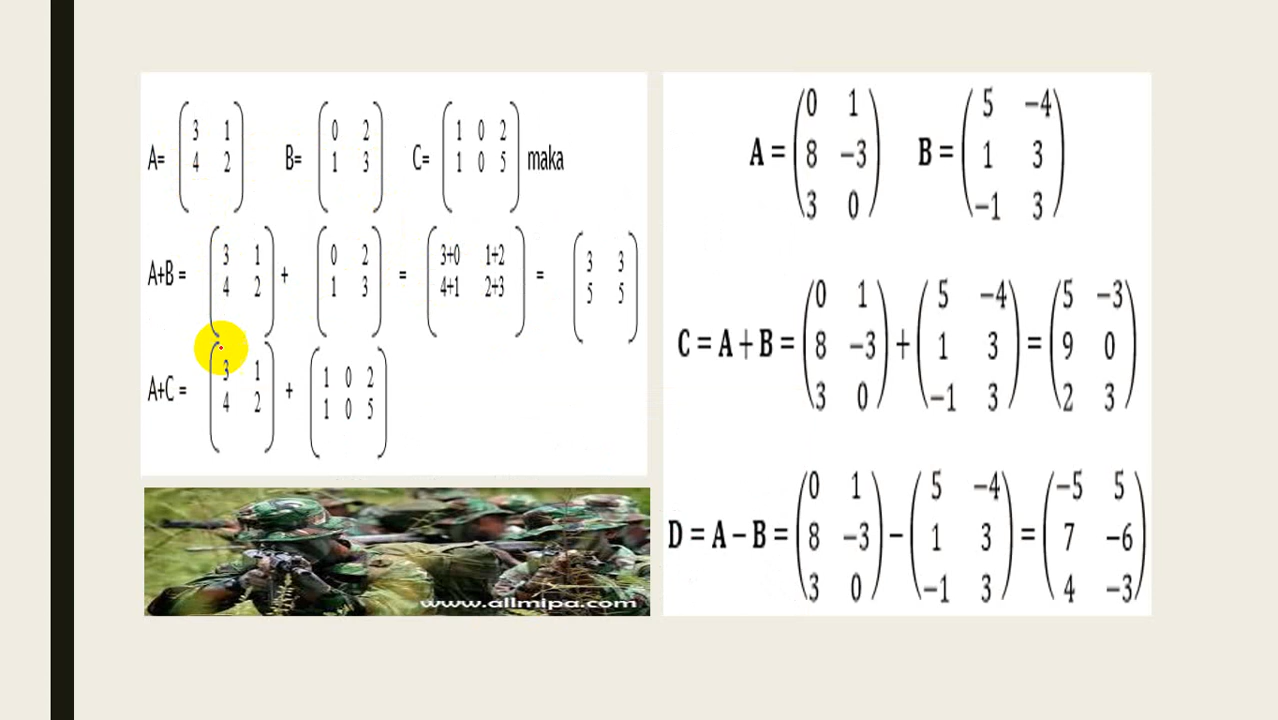 A= ( 3 1 ; 4 2 ) B= ( 0 2 ; 1 3 ) C= ( 1 0 2 ; 1 0 5 ) maka
A+B = ( 3 1 ; 4 2 ) + ( 0 2 ; 1 3 ) = ( 3+0 1+2 ; 4+1 2+3 ) = ( 3 3 ; 5 5 )
A+C = ( 3 1 ; 4 2 ) + ( 1 0 2 ; 1 0 5 )
www.allmipa.com
A = ( 0 1 ; 8 −3 ; 3 0 ) B = ( 5 −4 ; 1 3 ; −1 3 )
C = A + B = ( 0 1 ; 8 −3 ; 3 0 ) + ( 5 −4 ; 1 3 ; −1 3 ) = ( 5 −3 ; 9 0 ; 2 3 )
D = A − B = ( 0 1 ; 8 −3 ; 3 0 ) − ( 5 −4 ; 1 3 ; −1 3 ) = ( −5 5 ; 7 −6 ; 4 −3 )